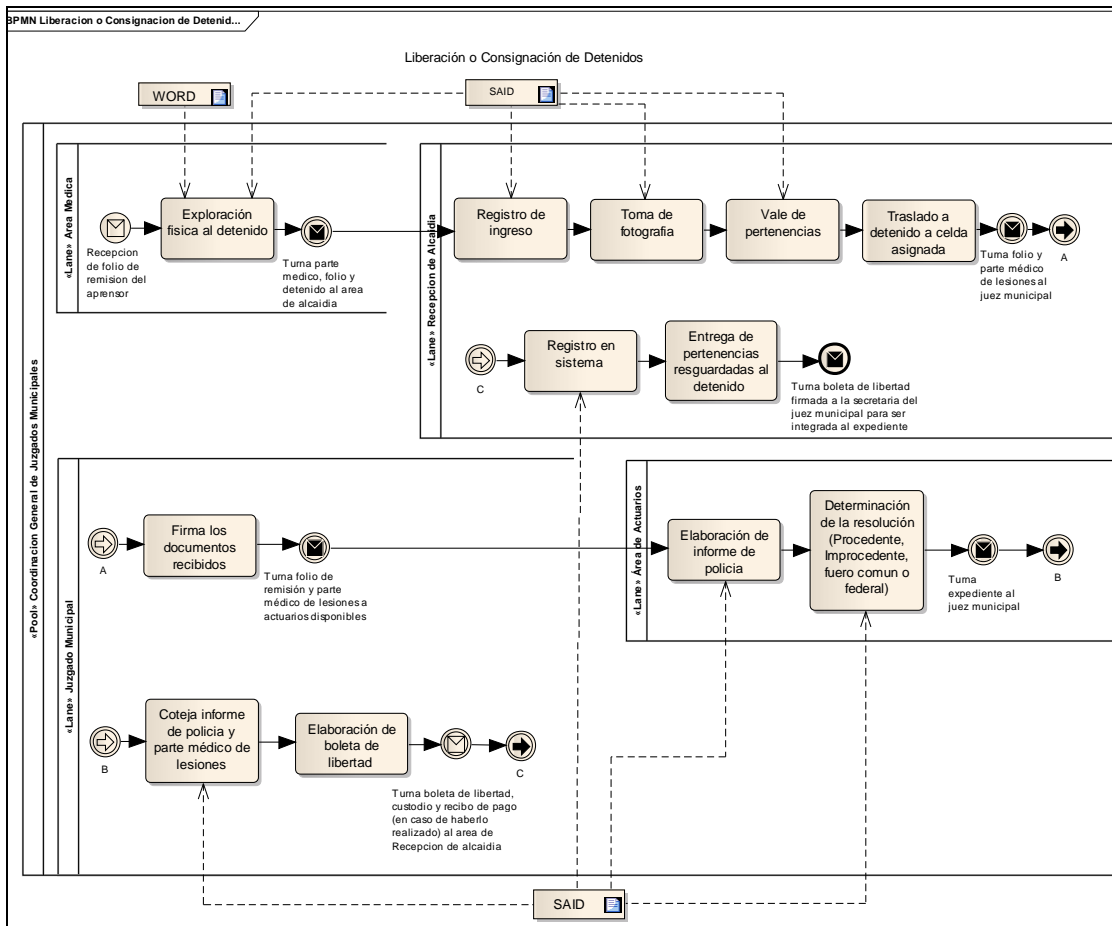 BPMN Liberacion o Consignacion de Detenid...
Liberación o Consignación de Detenidos
WORD
SAID
«Pool» Coordinacion General de Juzgados Municipales
«Lane» Area Medica
Recepcion
de folio de
remision del
aprensor
Exploración
fisica al detenido
Turna parte
medico, folio y
detenido al area
de alcaidia
«Lane» Recepcion de Alcaidia
Registro de
ingreso
Toma de
fotografia
Vale de
pertenencias
Traslado a
detenido a celda
asignada
Turna folio y
parte médico
de lesiones al
juez municipal
A
C
Registro en
sistema
Entrega de
pertenencias
resguardadas al
detenido
Turna boleta de libertad
firmada a la secretaria del
juez municipal para ser
integrada al expediente
«Lane» Juzgado Municipal
A
Firma los
documentos
recibidos
Turna folio de
remisión y parte
médico de lesiones a
actuarios disponibles
«Lane» Área de Actuarios
Elaboración de
informe de
policia
Determinación
de la resolución
(Procedente,
Improcedente,
fuero comun o
federal)
Turna
expediente al
juez municipal
B
B
Coteja informe
de policia y
parte médico de
lesiones
Elaboración de
boleta de
libertad
Turna boleta de libertad,
custodio y recibo de pago
(en caso de haberlo
realizado) al area de
Recepcion de alcaidia
C
SAID